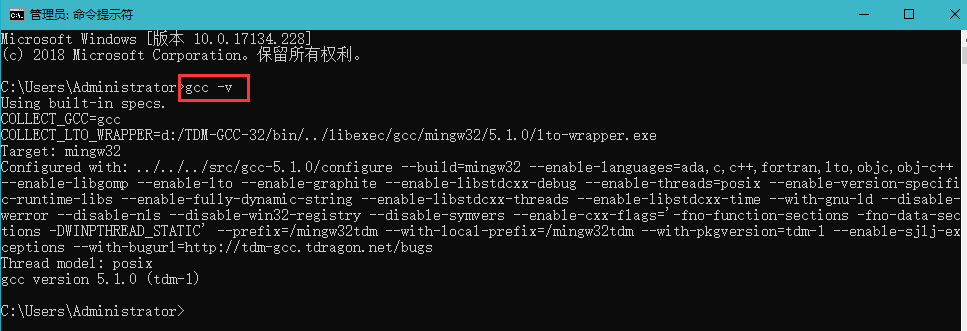 管理员: 命令提示符
Microsoft Windows [版本 10.0.17134.228]
(c) 2018 Microsoft Corporation。保留所有权利。
C:\Users\Administrator>gcc -v
Using built-in specs.
COLLECT_GCC=gcc
COLLECT_LTO_WRAPPER=d:/TDM-GCC-32/bin/../libexec/gcc/mingw32/5.1.0/lto-wrapper.exe
Target: mingw32
Configured with: ../../../src/gcc-5.1.0/configure --build=mingw32 --enable-languages=ada,c,c++,fortran,lto,objc,obj-c++
--enable-libgomp --enable-lto --enable-graphite --enable-libstdcxx-debug --enable-threads=posix --enable-version-specifi
c-runtime-libs --enable-fully-dynamic-string --enable-libstdcxx-threads --enable-libstdcxx-time --with-gnu-ld --disable-
werror --disable-nls --disable-win32-registry --disable-symvers --enable-cxx-flags='-fno-function-sections -fno-data-sec
tions -DWINPTHREAD_STATIC' --prefix=/mingw32tdm --with-local-prefix=/mingw32tdm --with-pkgversion=tdm-1 --enable-sjlj-ex
ceptions --with-bugurl=http://tdm-gcc.tdragon.net/bugs
Thread model: posix
gcc version 5.1.0 (tdm-1)
C:\Users\Administrator>